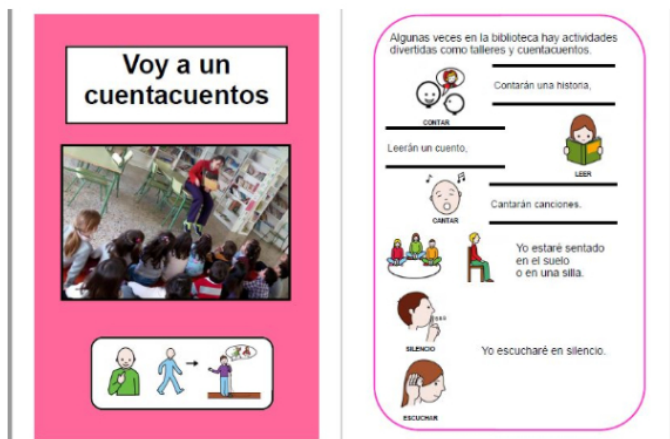 Voy a un
cuentacuentos
Algunas veces en la biblioteca hay actividades
divertidas como talleres y cuentacuentos.
Contarán una historia,
CONTAR
Leerán un cuento,
LEER
Cantarán canciones.
CANTAR
Yo estaré sentado
en el suelo
o en una silla.
SILENCIO
Yo escucharé en silencio.
ESCUCHAR